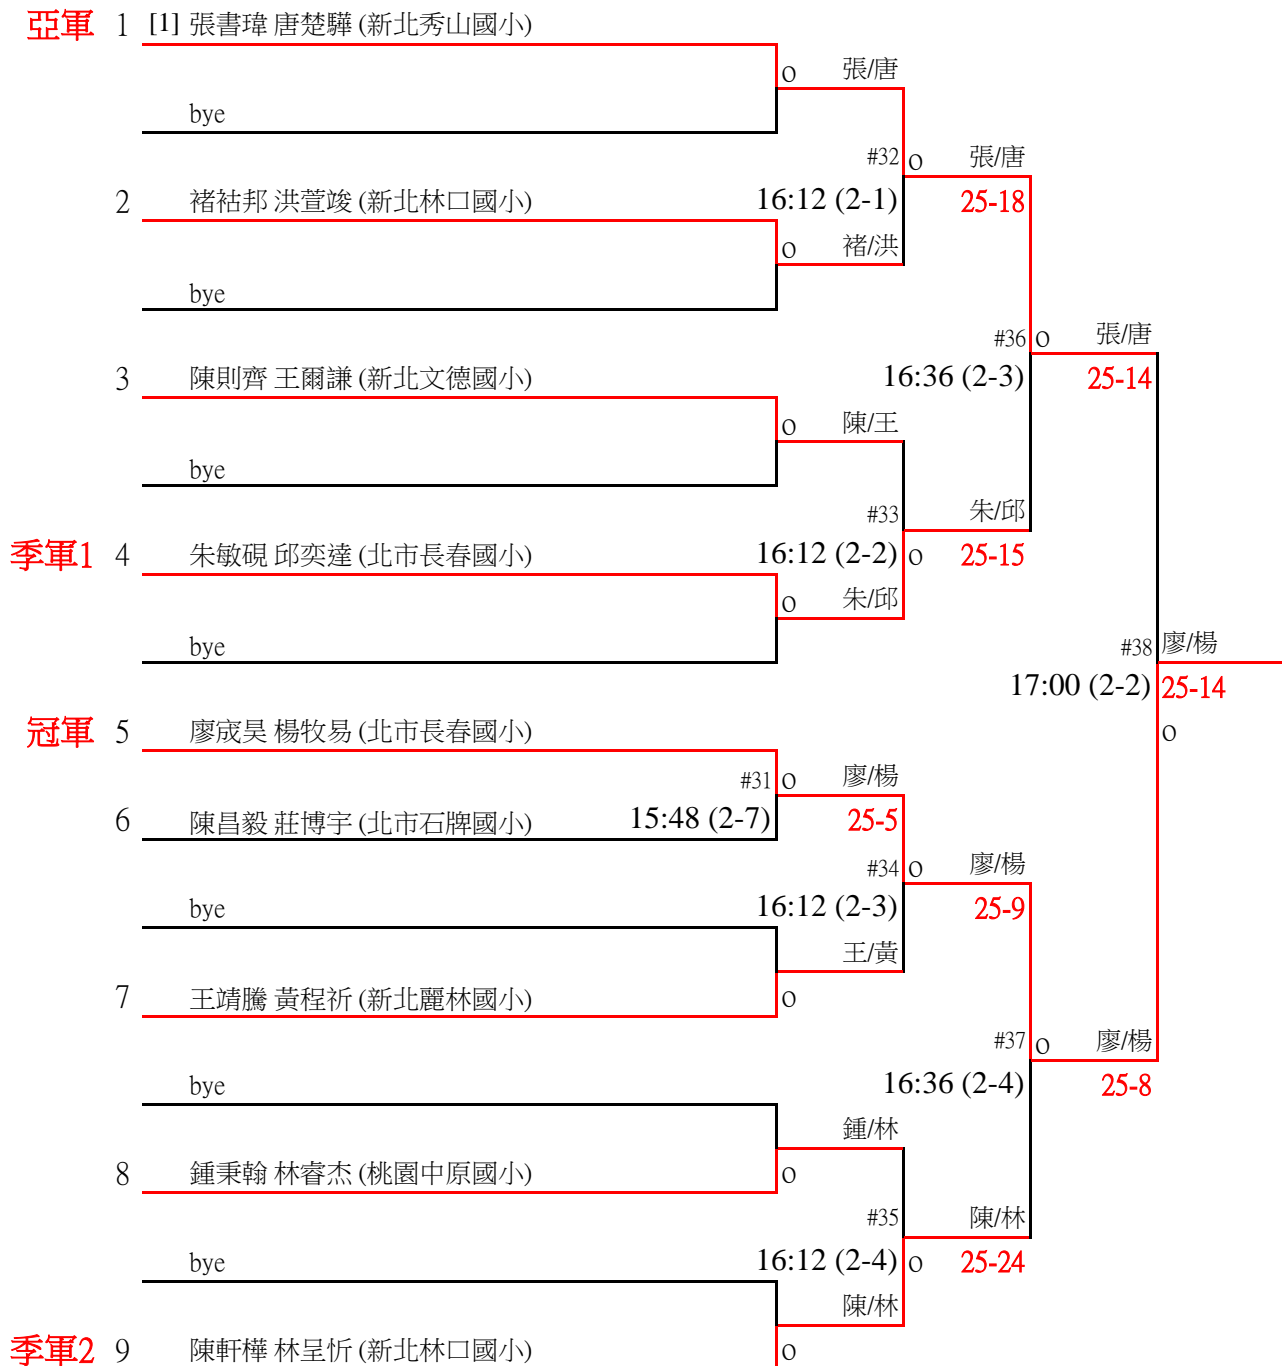 亞軍 1 [1] 張書瑋 唐楚驊 (新北秀山國小)
O 張/唐
bye
#32 O 張/唐
2 褚祜邦 洪萱竣 (新北林口國小) 16:12 (2-1) 25-18
O 褚/洪
bye
#36 O 張/唐
3 陳則齊 王爾謙 (新北文德國小) 16:36 (2-3) 25-14
O 陳/王
bye
#33 朱/邱
季軍1 4 朱敏硯 邱奕達 (北市長春國小) 16:12 (2-2) O 25-15
O 朱/邱
bye
#38 廖/楊
17:00 (2-2) 25-14
冠軍 5 廖宬昊 楊牧易 (北市長春國小) O
#31 O 廖/楊
6 陳昌毅 莊博宇 (北市石牌國小) 15:48 (2-7) 25-5
#34 O 廖/楊
bye 16:12 (2-3) 25-9
王/黃
7 王靖騰 黃程祈 (新北麗林國小) O
#37 O 廖/楊
bye 16:36 (2-4) 25-8
鍾/林
8 鍾秉翰 林睿杰 (桃園中原國小) O
#35 陳/林
bye 16:12 (2-4) O 25-24
陳/林
季軍2 9 陳軒樺 林呈忻 (新北林口國小) O